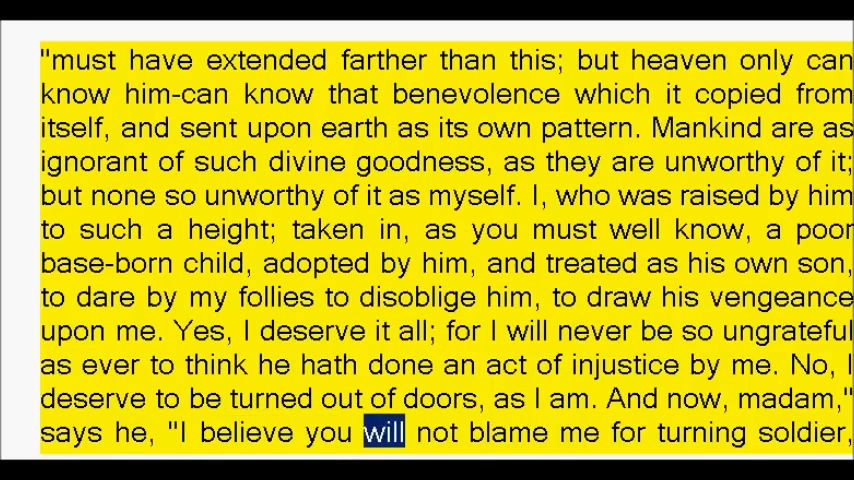 "must have extended farther than this; but heaven only can
know him-can know that benevolence which it copied from
itself, and sent upon earth as its own pattern. Mankind are as
ignorant of such divine goodness, as they are unworthy of it;
but none so unworthy of it as myself. I, who was raised by him
to such a height; taken in, as you must well know, a poor
base-born child, adopted by him, and treated as his own son,
to dare by my follies to disoblige him, to draw his vengeance
upon me. Yes, I deserve it all; for I will never be so ungrateful
as ever to think he hath done an act of injustice by me. No, I
deserve to be turned out of doors, as I am. And now, madam,"
says he, "I believe you will not blame me for turning soldier,